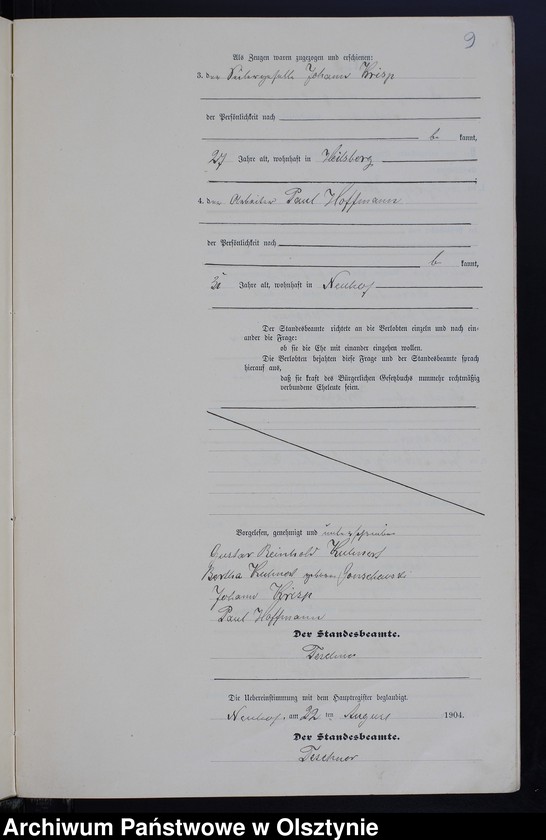 9
Als Zeugen waren zugezogen und erschienen:
3. der Seilergeselle Johann Krisp
der Persönlichkeit nach
be kannt,
27 Jahre alt, wohnhaft in Heilsberg
4. der Arbeiter Paul Hoffmann
der Persönlichkeit nach
be kannt,
Jahre alt, wohnhaft in Neuhof
Der Standesbeamte richtete an die Verlobten einzeln und nach ein-
ander die Frage:
ob sie die Ehe mit einander eingehen wollen.
Die Verlobten bejahten diese Frage und der Standesbeamte sprach
hierauf aus,
daß sie kraft des Bürgerlichen Gesetzbuchs nunmehr rechtmäßig
verbundene Eheleute seien.
Vorgelesen, genehmigt und unterschrieben
Gustav Reinhold
Bertha geborene
Johann Krisp
Paul Hoffmann
Der Standesbeamte.
Teschner
Die Uebereinstimmung mit dem Hauptregister beglaubigt.
Neuhof, am 22 ten August 1904.
Der Standesbeamte.
Teschner
Archiwum Państwowe w Olsztynie